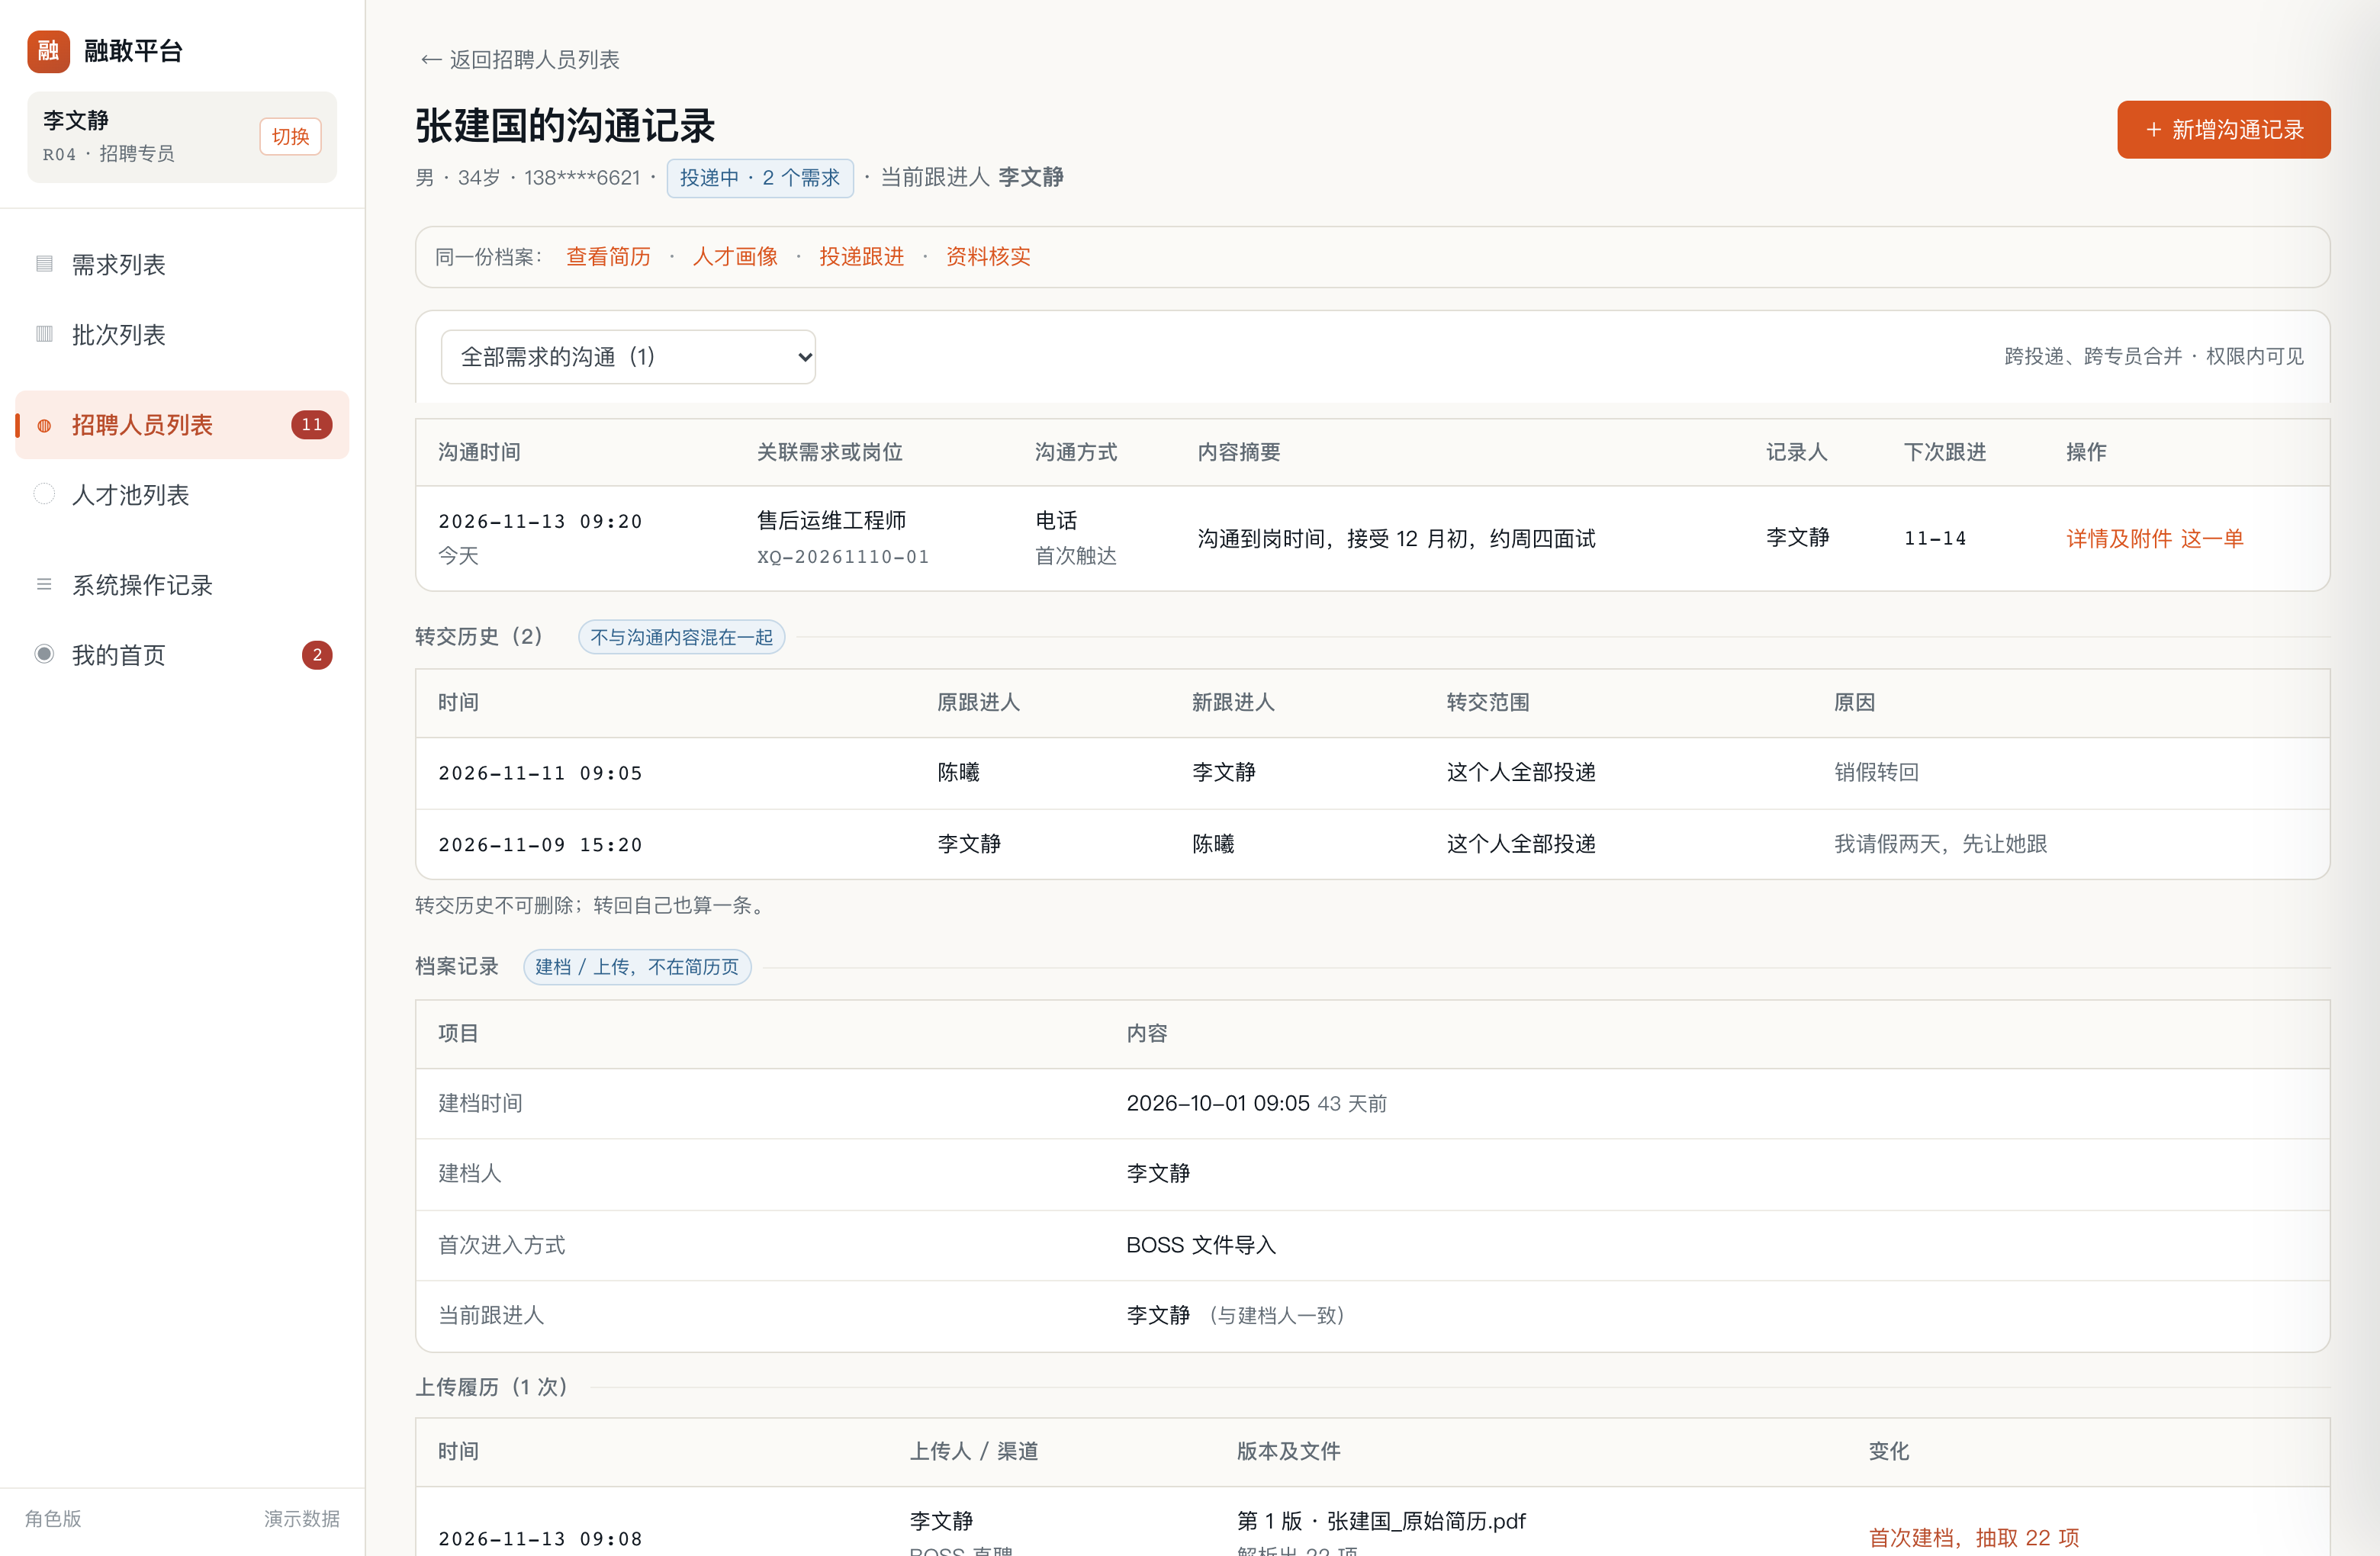 融 融敢平台
李文静
R04 · 招聘专员
切换
需求列表
批次列表
招聘人员列表 11
人才池列表
系统操作记录
我的首页 2
角色版 演示数据
← 返回招聘人员列表
张建国的沟通记录
+ 新增沟通记录
男 · 34岁 · 138****6621 · 投递中 · 2 个需求 · 当前跟进人 李文静
同一份档案： 查看简历 · 人才画像 · 投递跟进 · 资料核实
全部需求的沟通（1） 跨投递、跨专员合并 · 权限内可见
沟通时间 关联需求或岗位 沟通方式 内容摘要 记录人 下次跟进 操作
2026-11-13 09:20 售后运维工程师 电话 沟通到岗时间，接受 12 月初，约周四面试 李文静 11-14 详情及附件 这一单
今天 XQ-20261110-01 首次触达
转交历史（2） 不与沟通内容混在一起
时间 原跟进人 新跟进人 转交范围 原因
2026-11-11 09:05 陈曦 李文静 这个人全部投递 销假转回
2026-11-09 15:20 李文静 陈曦 这个人全部投递 我请假两天，先让她跟
转交历史不可删除；转回自己也算一条。
档案记录 建档 / 上传，不在简历页
项目 内容
建档时间 2026-10-01 09:05 43 天前
建档人 李文静
首次进入方式 BOSS 文件导入
当前跟进人 李文静 （与建档人一致）
上传履历（1 次）
时间 上传人 / 渠道 版本及文件 变化
2026-11-13 09:08 李文静 第 1 版 · 张建国_原始简历.pdf 首次建档，抽取 22 项
BOSS 直聘 解析出 22 项